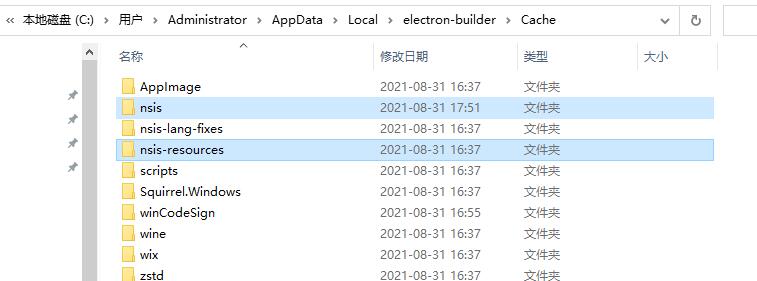 « 本地磁盘 (C:) › 用户 › Administrator › AppData › Local › electron-builder › Cache
名称 修改日期 类型 大小
AppImage 2021-08-31 16:37 文件夹
nsis 2021-08-31 17:51 文件夹
nsis-lang-fixes 2021-08-31 16:37 文件夹
nsis-resources 2021-08-31 16:37 文件夹
scripts 2021-08-31 16:37 文件夹
Squirrel.Windows 2021-08-31 16:37 文件夹
winCodeSign 2021-08-31 16:55 文件夹
wine 2021-08-31 16:37 文件夹
wix 2021-08-31 16:37 文件夹
zstd 2021-08-31 16:37 文件夹